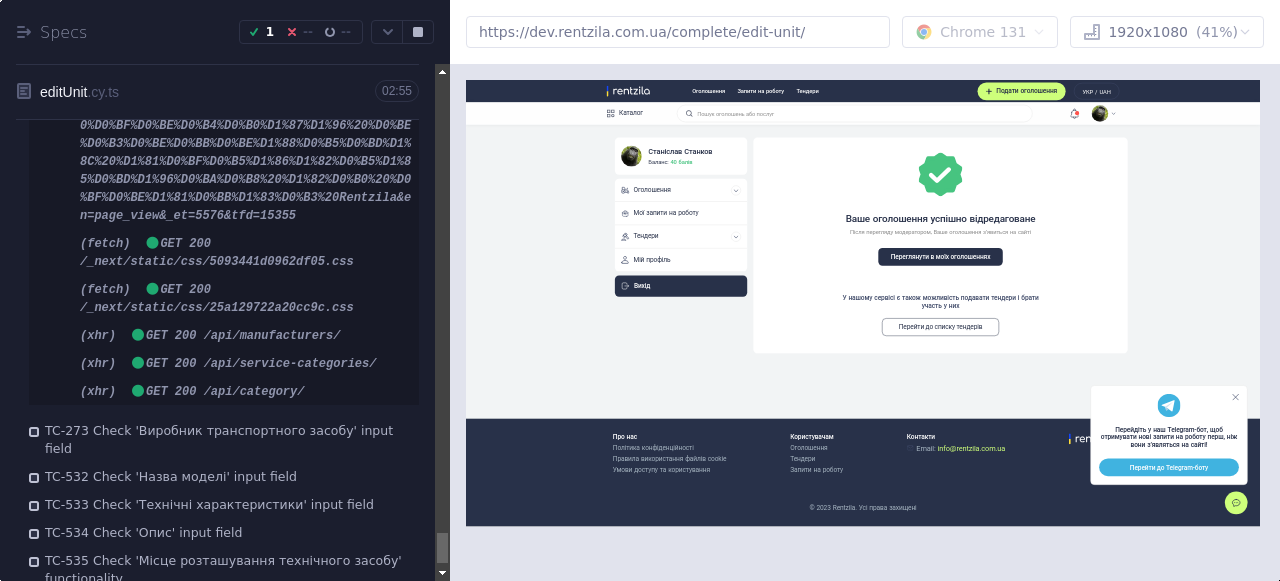 Specs
1
--
--
https://dev.rentzila.com.ua/complete/edit-unit/
Chrome 131
1920x1080 (41%)
editUnit.cy.ts
02:55
0%D0%BF%D0%BE%D0%B4%D0%B0%D1%87%D1%96%20%D0%BE
%D0%B3%D0%BE%D0%BB%D0%BE%D1%88%D0%B5%D0%BD%D1%
8C%20%D1%81%D0%BF%D0%B5%D1%86%D1%82%D0%B5%D1%8
5%D0%BD%D1%96%D0%BA%D0%B8%20%D1%82%D0%B0%20%D0
%BF%D0%BE%D1%81%D0%BB%D1%83%D0%B3%20Rentzila&e
n=page_view&_et=5576&tfd=15355
(fetch) GET 200
/_next/static/css/5093441d0962df05.css
(fetch) GET 200
/_next/static/css/25a129722a20cc9c.css
(xhr) GET 200 /api/manufacturers/
(xhr) GET 200 /api/service-categories/
(xhr) GET 200 /api/category/
TC-273 Check 'Виробник транспортного засобу' input
field
TC-532 Check 'Назва моделі' input field
TC-533 Check 'Технічні характеристики' input field
TC-534 Check 'Опис' input field
TC-535 Check 'Місце розташування технічного засобу'
functionality
rentzila
Оголошення
Запити на роботу
Тендери
Подати оголошення
УКР / UAH
Каталог
Пошук оголошень або послуг
Станіслав Станков
Баланс: 40 балів
Оголошення
Мої запити на роботу
Тендери
Мій профіль
Вихід
Ваше оголошення успішно відредаговане
Після перегляду модератором, Ваше оголошення з'явиться на сайті
Переглянути в моїх оголошеннях
У нашому сервісі є також можливість подавати тендери і брати
участь у них
Перейти до списку тендерів
Про нас
Політика конфіденційності
Правила використання файлів cookie
Умови доступу та користування
Користувачам
Оголошення
Тендери
Запити на роботу
Контакти
Email: info@rentzila.com.ua
ren
Перейдіть у наш Telegram-бот, щоб
отримувати нові запити на роботу перш, ніж
вони з'являться на сайті!
Перейти до Telegram-боту
© 2023 Rentzila. Усі права захищені